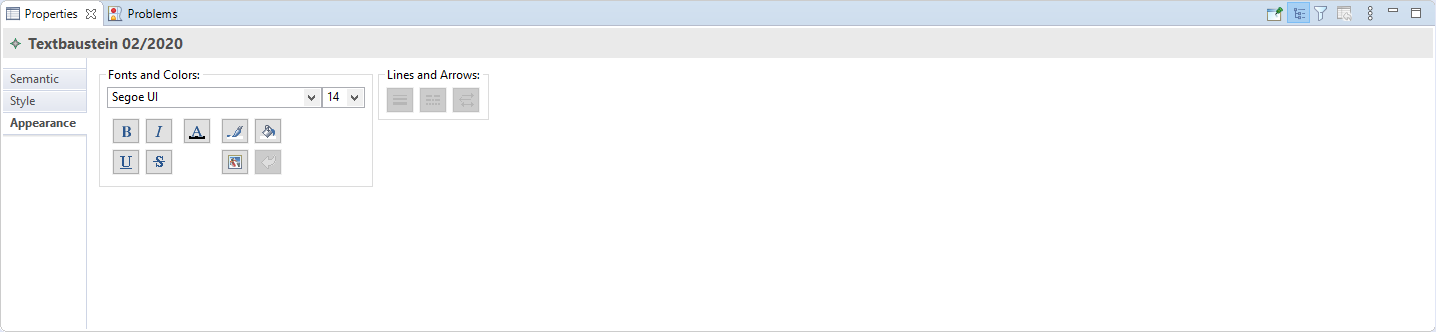 Properties
Problems
Textbaustein 02/2020
Semantic
Style
Appearance
Fonts and Colors:
Segoe UI
14
B
I
A
U
S
Lines and Arrows: